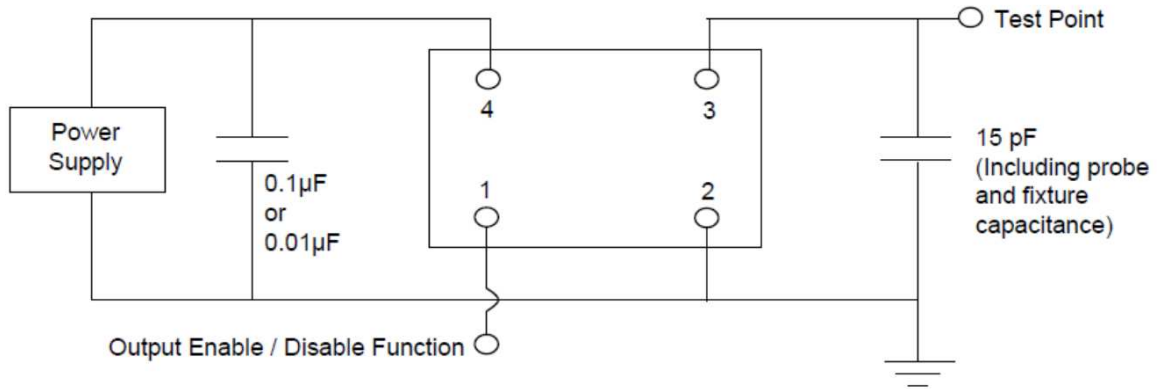 Test Point
4
3
Power
Supply
15 pF
(Including probe
and fixture
capacitance)
0.1µF
or
0.01µF
1
2
Output Enable / Disable Function